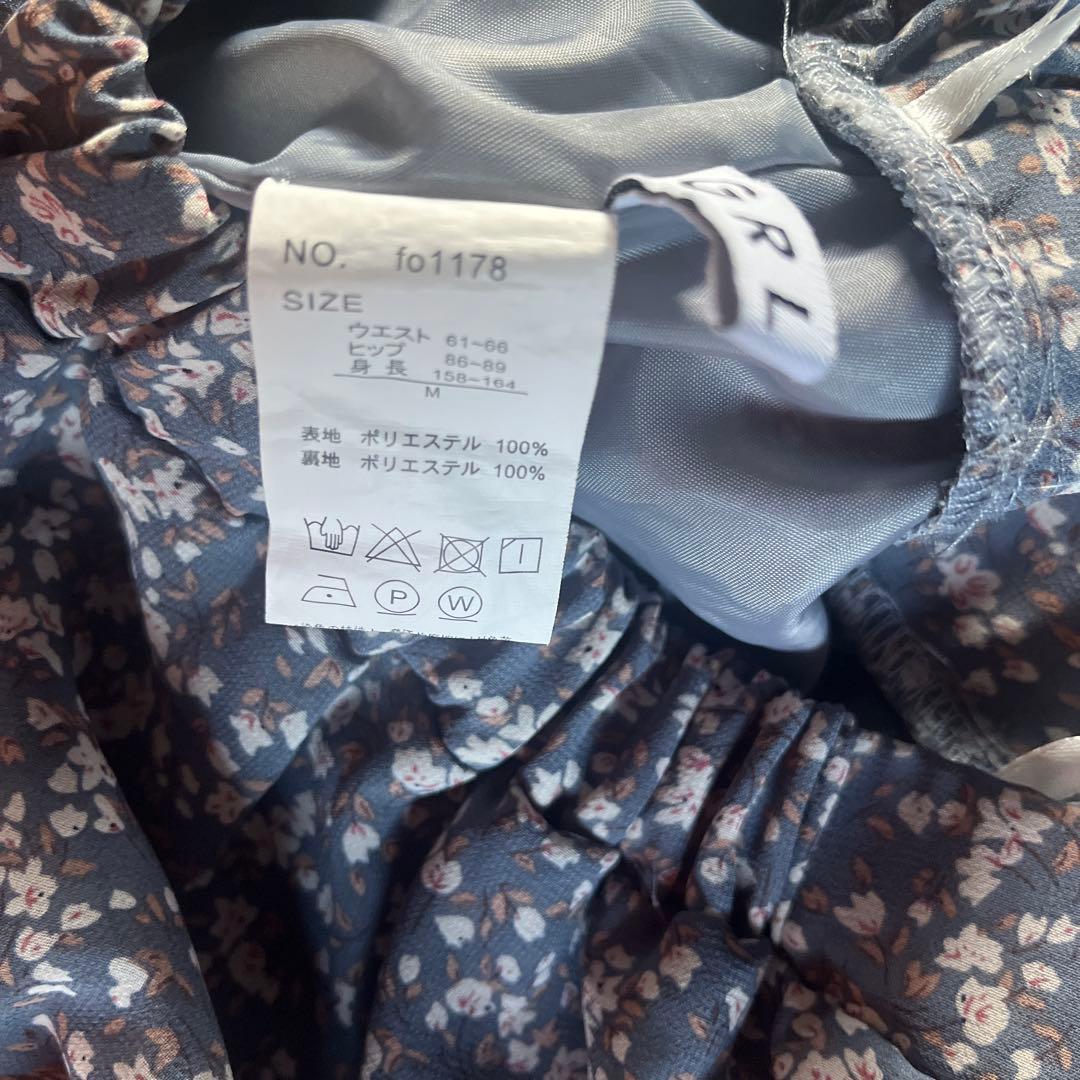 NO. fo1178
SIZE
ウエスト 61~66
ヒップ 86~89
身長 158~164
M
表地 ポリエステル 100%
裏地 ポリエステル 100%
P W
GRL